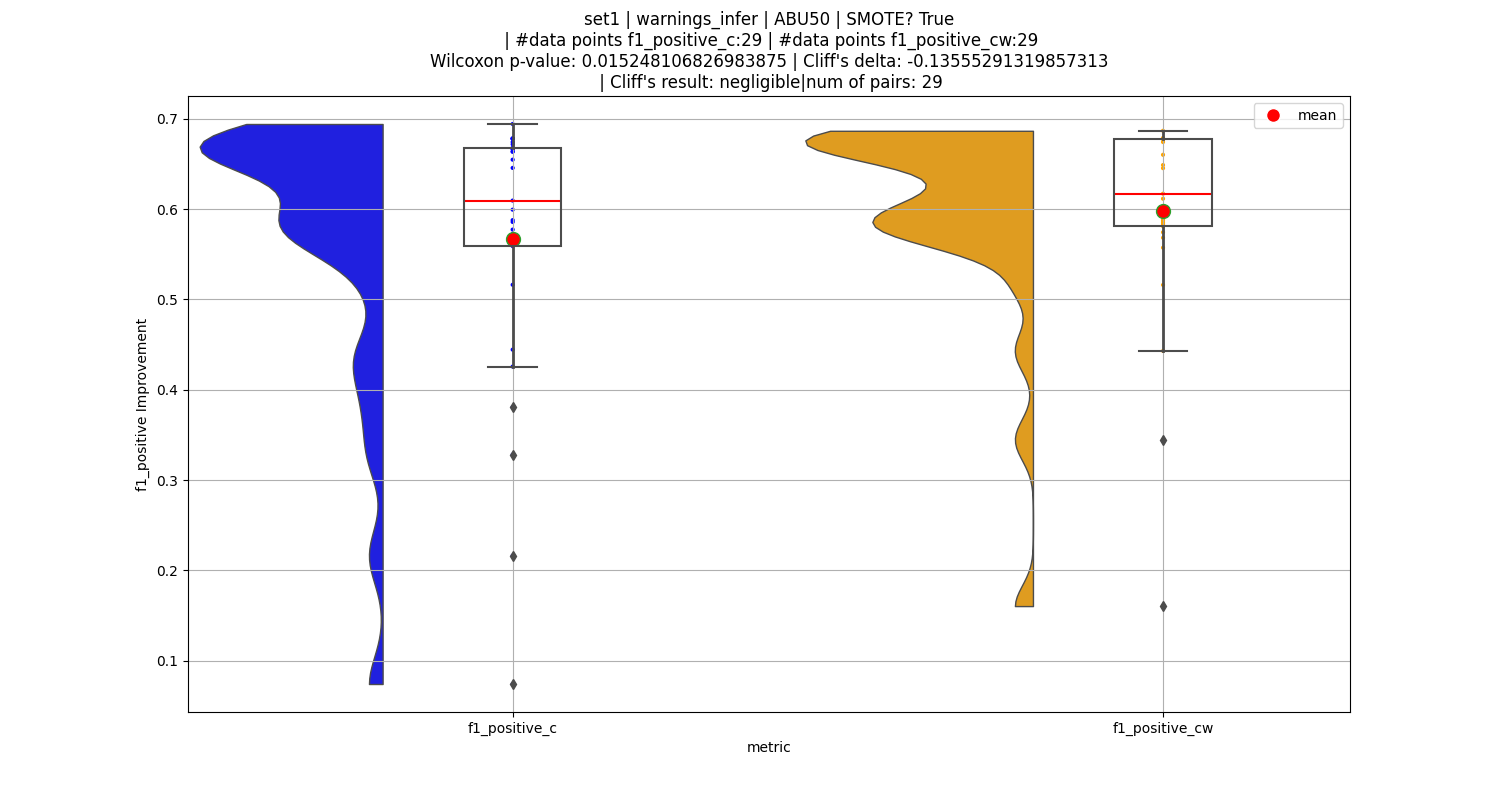 set1 | warnings_infer | ABU50 | SMOTE? True
| #data points f1_positive_c:29 | #data points f1_positive_cw:29
Wilcoxon p-value: 0.015248106826983875 | Cliff's delta: -0.13555291319857313
| Cliff's result: negligible|num of pairs: 29
mean
0.7
0.6
0.5
0.4
0.3
0.2
0.1
f1_positive Improvement
f1_positive_c
f1_positive_cw
metric